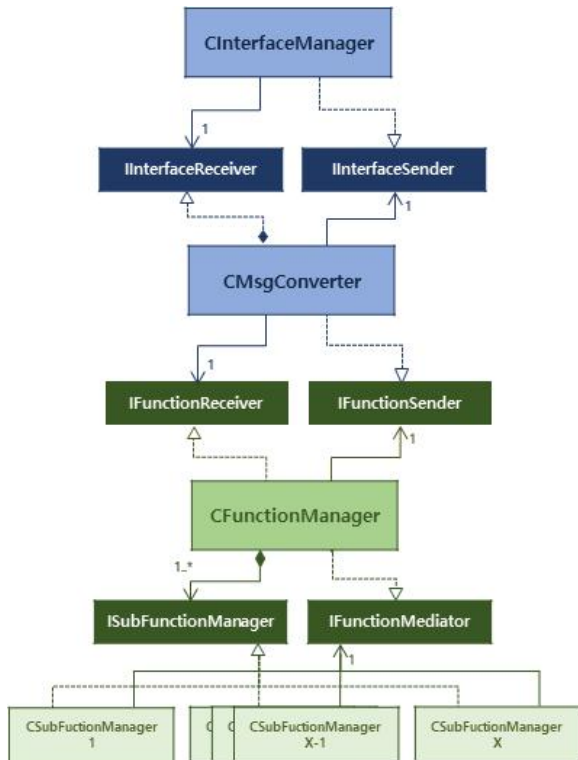 CInterfaceManager
1
IInterfaceReceiver IInterfaceSender
1
CMsgConverter
1
IFunctionReceiver IFunctionSender
1
CFunctionManager
1..*
ISubFunctionManager IFunctionMediator
1
CSubFuctionManager
1
C
C
CSubFuctionManager
X-1
CSubFuctionManager
X